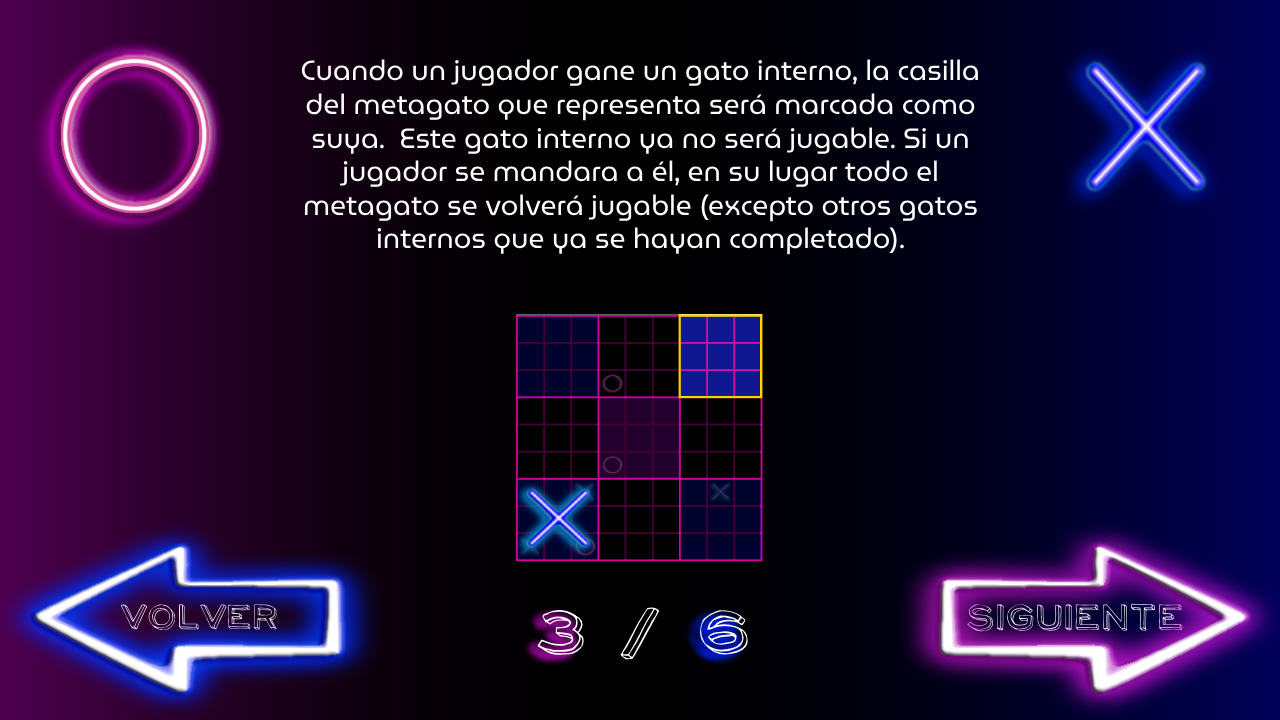 Cuando un jugador gane un gato interno, la casilla
del metagato que representa será marcada como
suya.  Este gato interno ya no será jugable. Si un
jugador se mandara a él, en su lugar todo el
metagato se volverá jugable (excepto otros gatos
internos que ya se hayan completado).
VOLVER
3 / 6
SIGUIENTE